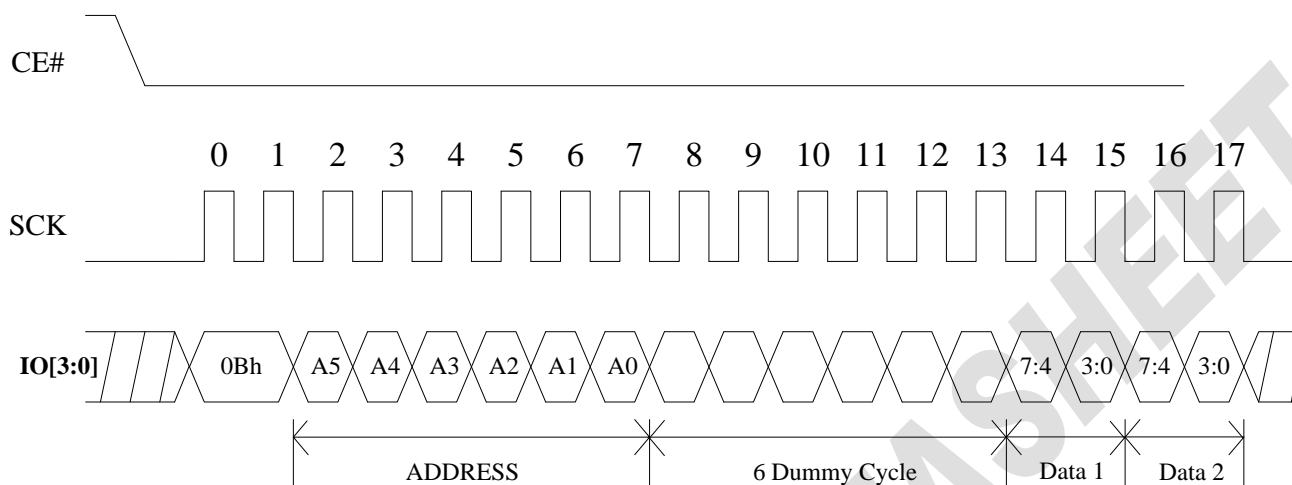 CE#
0 1 2 3 4 5 6 7 8 9 10 11 12 13 14 15 16 17
SCK
IO[3:0] 0Bh A5 A4 A3 A2 A1 A0 7:4 3:0 7:4 3:0
ADDRESS 6 Dummy Cycle Data 1 Data 2